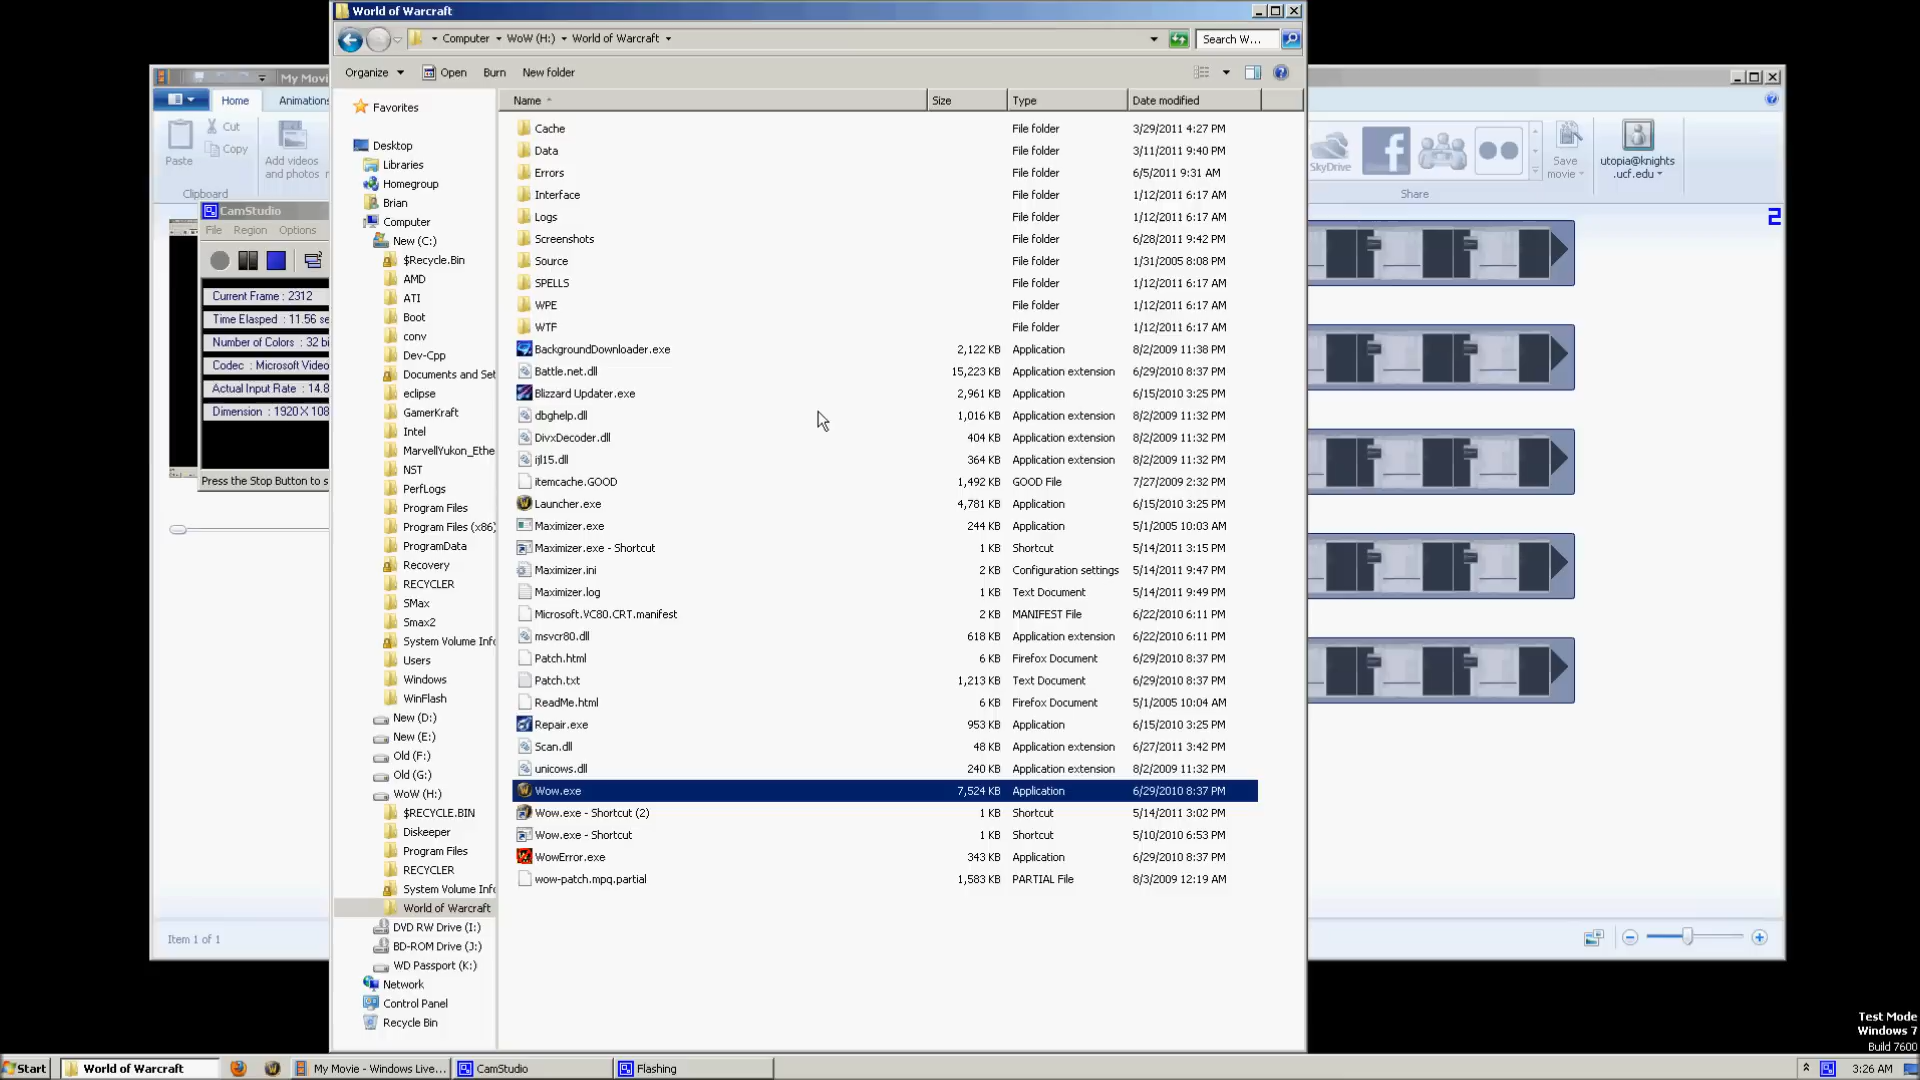 World of Warcraft
Computer WoW (H:) World of Warcraft
Search W...
Organize Open Burn New folder
My Movi
Home Animations
Paste
Cut
Copy
Add videos
and photos
Clipboard
CamStudio
File Region Options
Current Frame : 2312
Time Elasped : 11.56 se
Number of Colors : 32 bi
Codec : Microsoft Video
Actual Input Rate : 14.8
Dimension : 1920 X 108
Press the Stop Button to s
Item 1 of 1
Favorites
Desktop
Libraries
Homegroup
Brian
Computer
New (C:)
$Recycle.Bin
AMD
ATI
Boot
conv
Dev-Cpp
Documents and Set
eclipse
GamerKraft
Intel
MarvellYukon_Ethe
NST
PerfLogs
Program Files
Program Files (x86)
ProgramData
Recovery
RECYCLER
SMax
Smax2
System Volume Info
Users
Windows
WinFlash
New (D:)
New (E:)
Old (F:)
Old (G:)
WoW (H:)
$RECYCLE.BIN
Diskeeper
Program Files
RECYCLER
System Volume Info
World of Warcraft
DVD RW Drive (I:)
BD-ROM Drive (J:)
WD Passport (K:)
Network
Control Panel
Recycle Bin
Name Size Type Date modified
Cache File folder 3/29/2011 4:27 PM
Data File folder 3/11/2011 9:40 PM
Errors File folder 6/5/2011 9:31 AM
Interface File folder 1/12/2011 6:17 AM
Logs File folder 1/12/2011 6:17 AM
Screenshots File folder 6/28/2011 9:42 PM
Source File folder 1/31/2005 8:08 PM
SPELLS File folder 1/12/2011 6:17 AM
WPE File folder 1/12/2011 6:17 AM
WTF File folder 1/12/2011 6:17 AM
BackgroundDownloader.exe 2,122 KB Application 8/2/2009 11:38 PM
Battle.net.dll 15,223 KB Application extension 6/29/2010 8:37 PM
Blizzard Updater.exe 2,961 KB Application 6/15/2010 3:25 PM
dbghelp.dll 1,016 KB Application extension 8/2/2009 11:32 PM
DivxDecoder.dll 404 KB Application extension 8/2/2009 11:32 PM
ijl15.dll 364 KB Application extension 8/2/2009 11:32 PM
itemcache.GOOD 1,492 KB GOOD File 7/27/2009 2:32 PM
Launcher.exe 4,781 KB Application 6/15/2010 3:25 PM
Maximizer.exe 244 KB Application 5/1/2005 10:03 AM
Maximizer.exe - Shortcut 1 KB Shortcut 5/14/2011 3:15 PM
Maximizer.ini 2 KB Configuration settings 5/14/2011 9:47 PM
Maximizer.log 1 KB Text Document 5/14/2011 9:49 PM
Microsoft.VC80.CRT.manifest 2 KB MANIFEST File 6/22/2010 6:11 PM
msvcr80.dll 618 KB Application extension 6/22/2010 6:11 PM
Patch.html 6 KB Firefox Document 6/29/2010 8:37 PM
Patch.txt 1,213 KB Text Document 6/29/2010 8:37 PM
ReadMe.html 6 KB Firefox Document 5/1/2005 10:04 AM
Repair.exe 953 KB Application 6/15/2010 3:25 PM
Scan.dll 48 KB Application extension 6/27/2011 3:42 PM
unicows.dll 240 KB Application extension 8/2/2009 11:32 PM
Wow.exe 7,524 KB Application 6/29/2010 8:37 PM
Wow.exe - Shortcut (2) 1 KB Shortcut 5/14/2011 3:02 PM
Wow.exe - Shortcut 1 KB Shortcut 5/10/2010 6:53 PM
WowError.exe 343 KB Application 6/29/2010 8:37 PM
wow-patch.mpq.partial 1,583 KB PARTIAL File 8/3/2009 12:19 AM
SkyDrive
Save
movie
utopia@knights
.ucf.edu
Share
2
Test Mode
Windows 7
Build 7600
Start World of Warcraft My Movie - Windows Live... CamStudio Flashing 3:26 AM